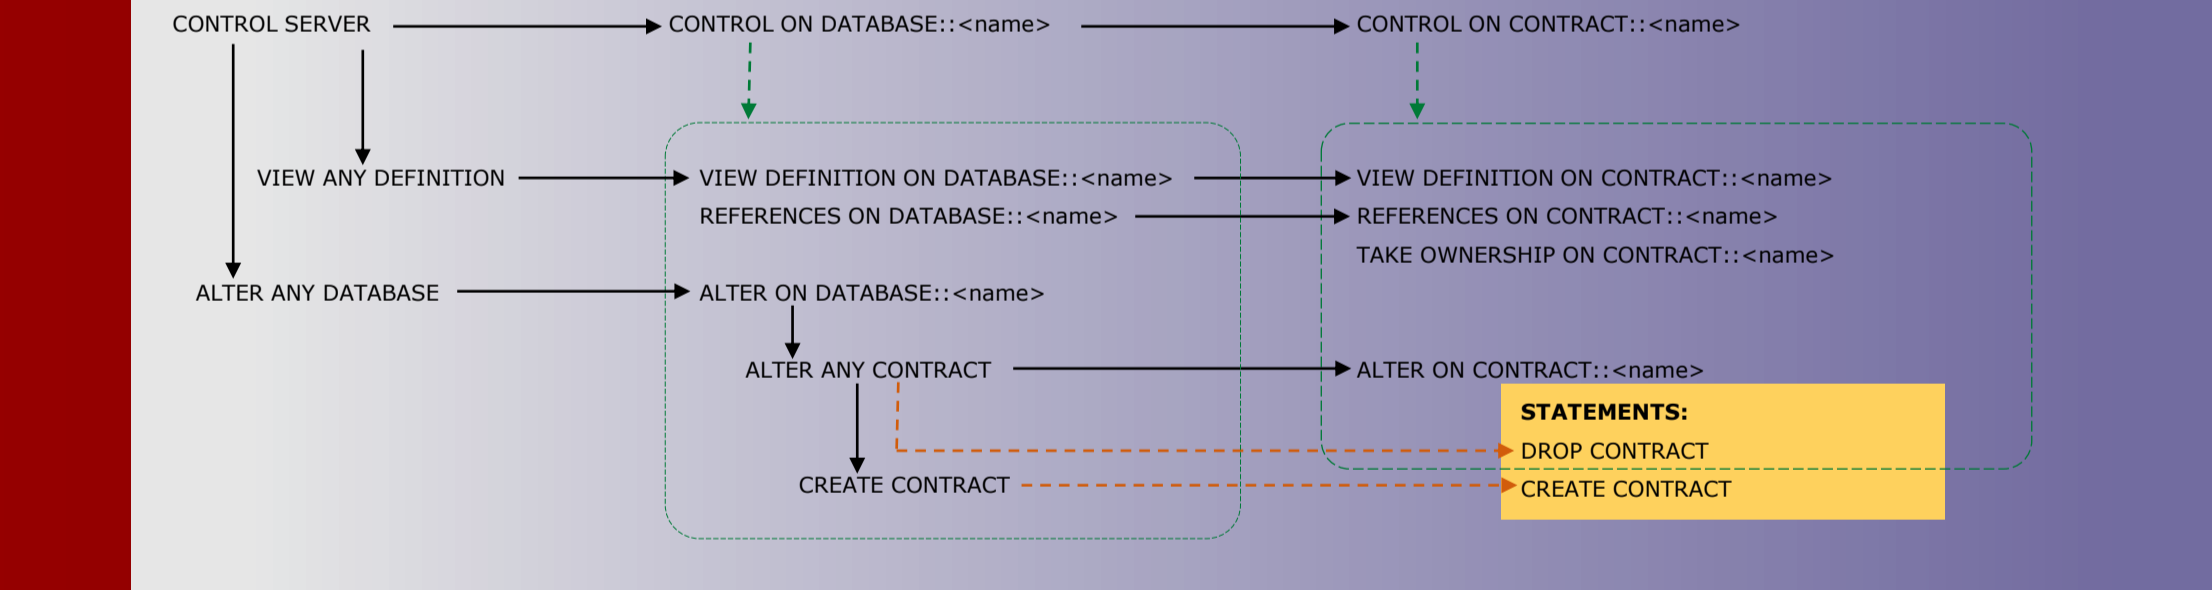 CONTROL SERVER
CONTROL ON DATABASE::<name>
CONTROL ON CONTRACT::<name>
VIEW ANY DEFINITION
VIEW DEFINITION ON DATABASE::<name>
VIEW DEFINITION ON CONTRACT::<name>
REFERENCES ON DATABASE::<name>
REFERENCES ON CONTRACT::<name>
TAKE OWNERSHIP ON CONTRACT::<name>
ALTER ANY DATABASE
ALTER ON DATABASE::<name>
ALTER ANY CONTRACT
ALTER ON CONTRACT::<name>
STATEMENTS:
DROP CONTRACT
CREATE CONTRACT
CREATE CONTRACT